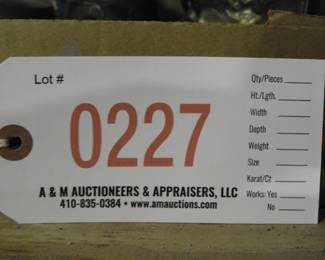 Lot #
0227
A & M AUCTIONEERS & APPRAISERS, LLC
410-835-0384 • www.amauctions.com
Qty/Pieces
Ht./Lgth.
Width
Depth
Weight
Size
Karat/Ct
Works: Yes
No